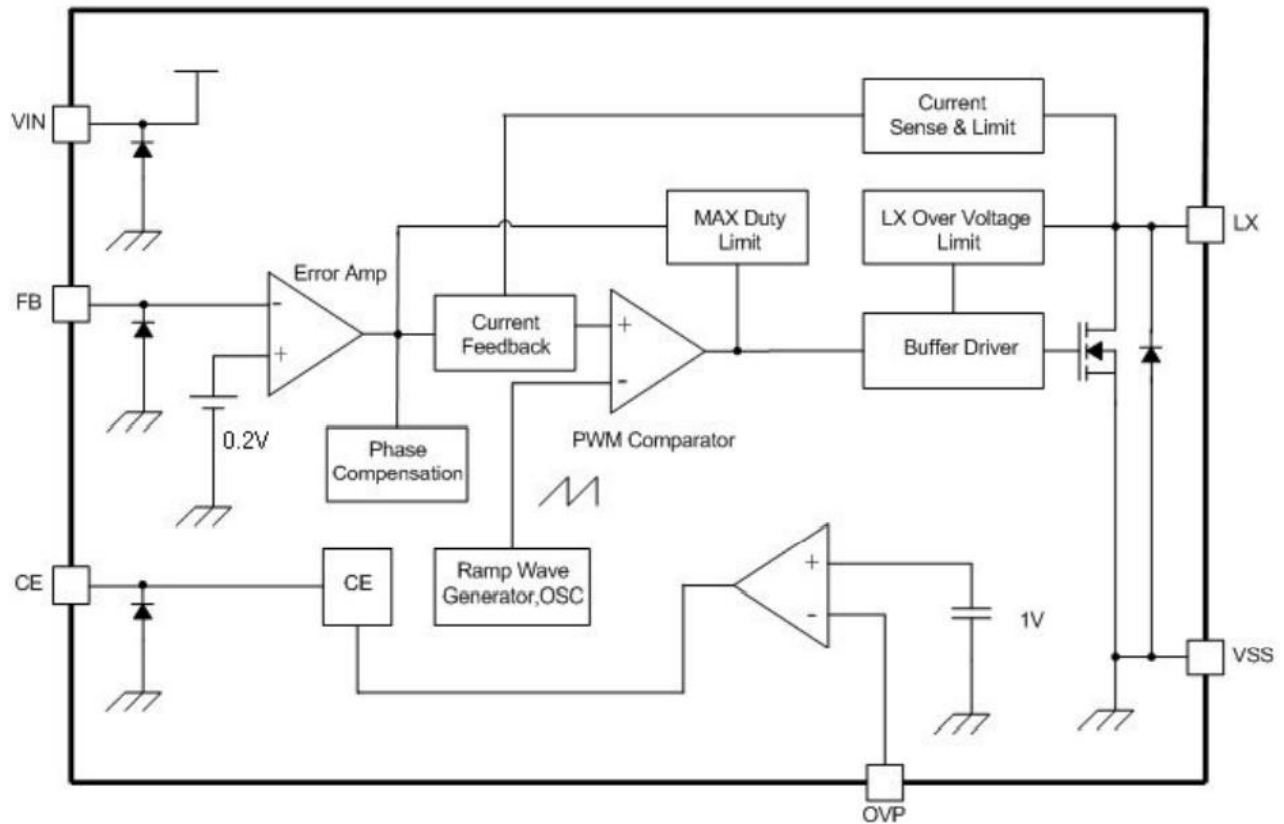 VIN
Current
Sense & Limit
MAX Duty
Limit
LX Over Voltage
Limit
LX
FB
Error Amp
-
+
0.2V
Current
Feedback
+
-
PWM Comparator
Buffer Driver
Phase
Compensation
CE
CE
Ramp Wave
Generator,OSC
+
-
1V
VSS
OVP